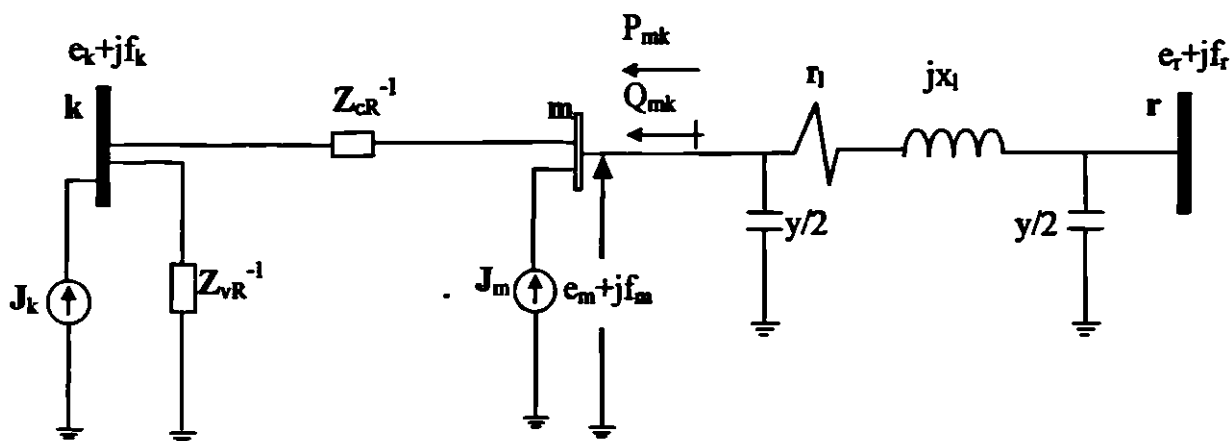 e_k+jf_k
k
Z_cR^-1
m
P_mk
Q_mk
r_l
jx_l
e_r+jf_r
r
y/2
y/2
J_k
Z_vR^-1
J_m
e_m+jf_m